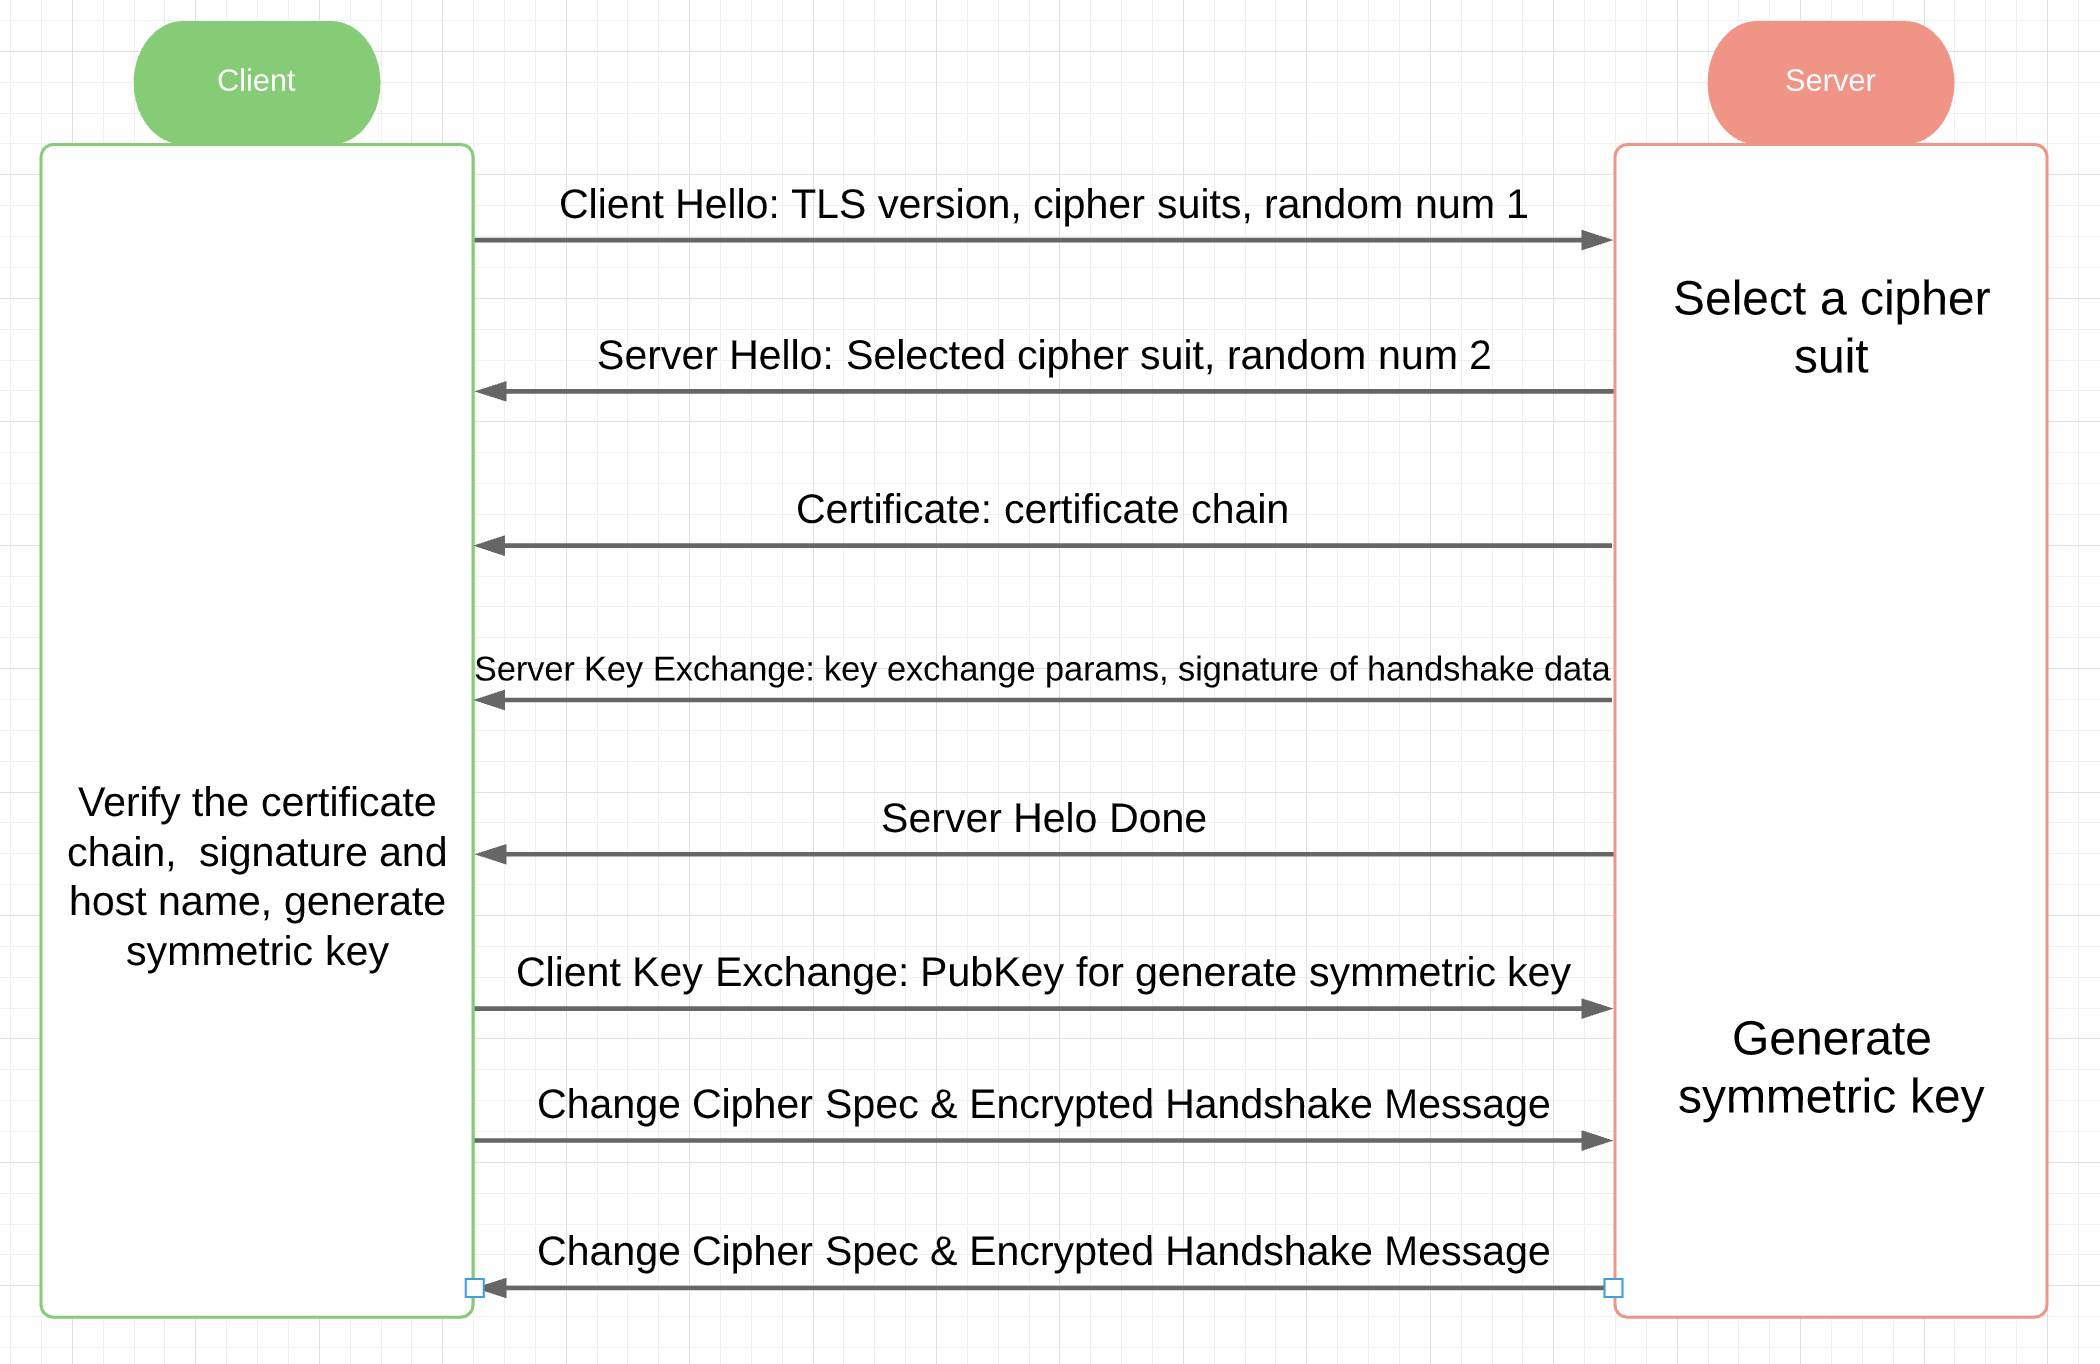 Client
Server
Client Hello: TLS version, cipher suits, random num 1
Select a cipher
suit
Server Hello: Selected cipher suit, random num 2
Certificate: certificate chain
Server Key Exchange: key exchange params, signature of handshake data
Verify the certificate
chain,  signature and
host name, generate
symmetric key
Server Helo Done
Client Key Exchange: PubKey for generate symmetric key
Generate
symmetric key
Change Cipher Spec & Encrypted Handshake Message
Change Cipher Spec & Encrypted Handshake Message